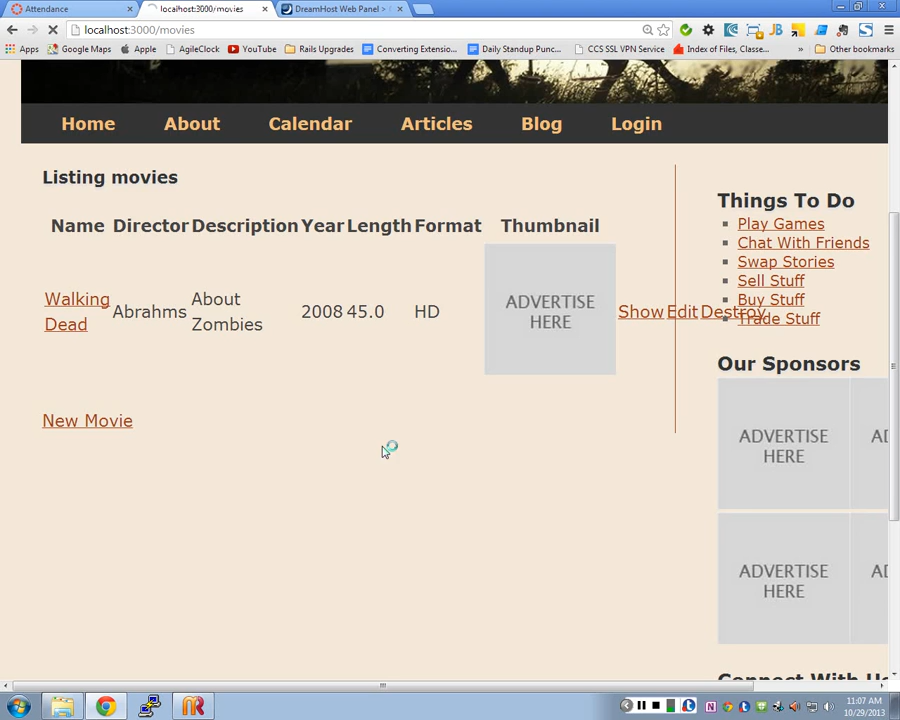 Attendance
localhost:3000/movies
DreamHost Web Panel >
localhost:3000/movies
Apps
Google Maps
Apple
AgileClock
YouTube
Rails Upgrades
Converting Extensio...
Daily Standup Punc...
CCS SSL VPN Service
Index of Files, Classe...
»
Other bookmarks
Home
About
Calendar
Articles
Blog
Login
Listing movies
Name Director Description Year Length Format Thumbnail
Walking Dead
Abrahms
About Zombies
2008 45.0
HD
ADVERTISE
HERE
Show Edit Destroy
New Movie
Things To Do
Play Games
Chat With Friends
Swap Stories
Sell Stuff
Buy Stuff
Trade Stuff
Our Sponsors
ADVERTISE
HERE
ADVERTISE
HERE
11:07 AM
10/29/2013